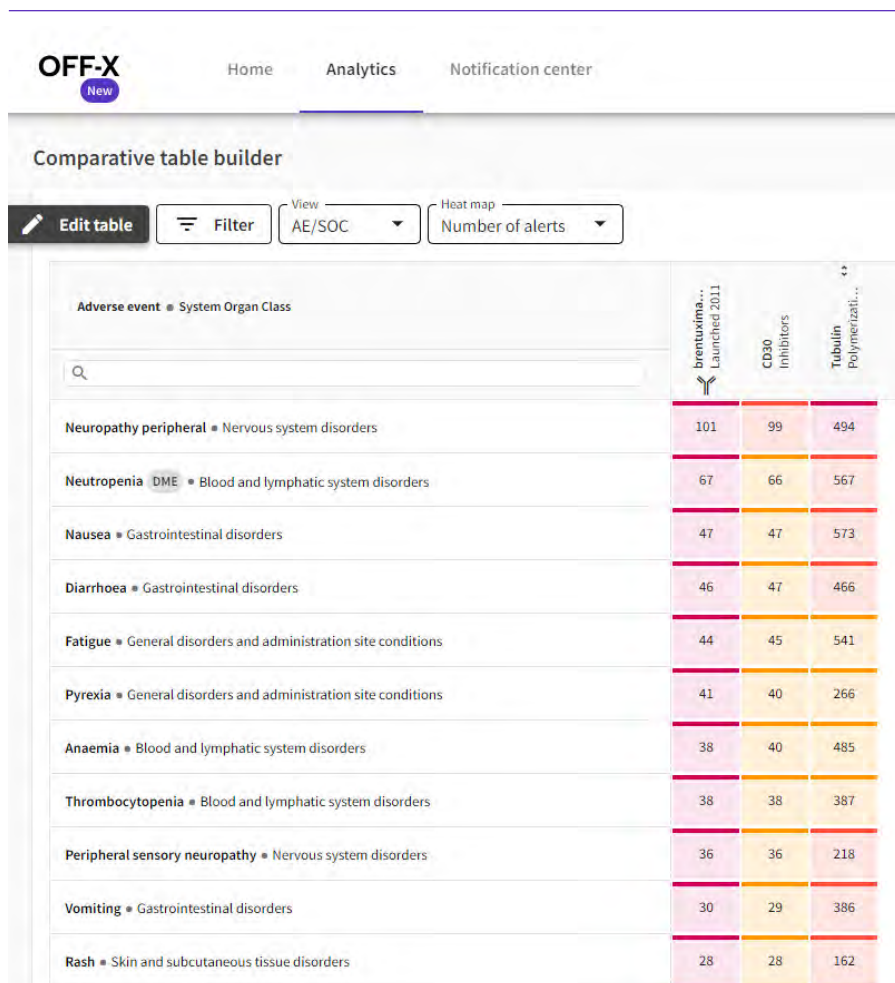 OFF-X
New
Home Analytics Notification center
Comparative table builder
Edit table
Filter
View
AE/SOC
Heat map
Number of alerts
Adverse event • System Organ Class
brentuxima...
Launched 2011
CD30
Inhibitors
Tubulin
Polymerizati...
Neuropathy peripheral • Nervous system disorders 101 99 494
Neutropenia DME • Blood and lymphatic system disorders 67 66 567
Nausea • Gastrointestinal disorders 47 47 573
Diarrhoea • Gastrointestinal disorders 46 47 466
Fatigue • General disorders and administration site conditions 44 45 541
Pyrexia • General disorders and administration site conditions 41 40 266
Anaemia • Blood and lymphatic system disorders 38 40 485
Thrombocytopenia • Blood and lymphatic system disorders 38 38 387
Peripheral sensory neuropathy • Nervous system disorders 36 36 218
Vomiting • Gastrointestinal disorders 30 29 386
Rash • Skin and subcutaneous tissue disorders 28 28 162